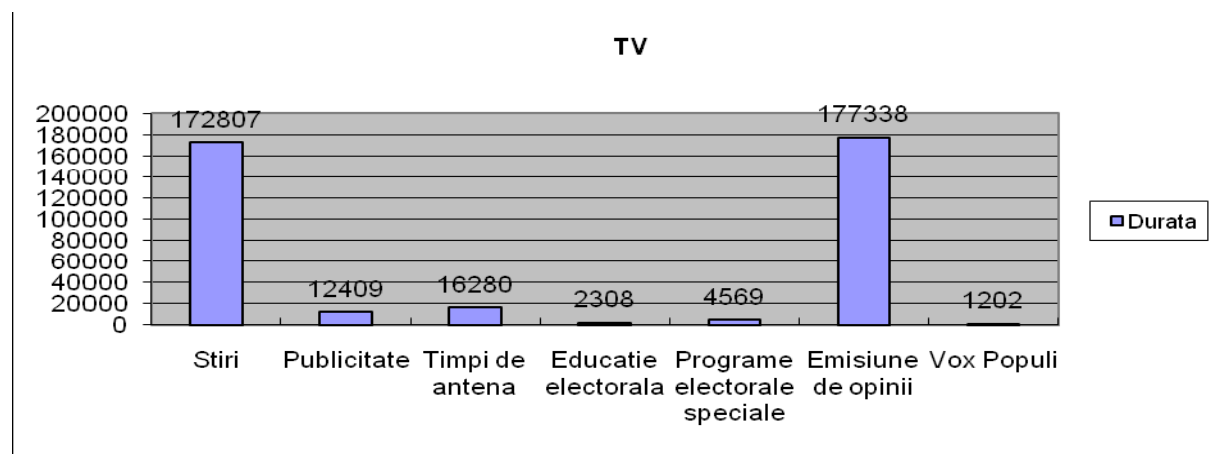 TV
200000
180000
160000
140000
120000
100000
80000
60000
40000
20000
0
172807
12409
16280
2308
4569
177338
1202
Stiri
Publicitate
Timpi de
antena
Educatie
electorala
Programe
electorale
speciale
Emisiune
de opinii
Vox Populi
Durata